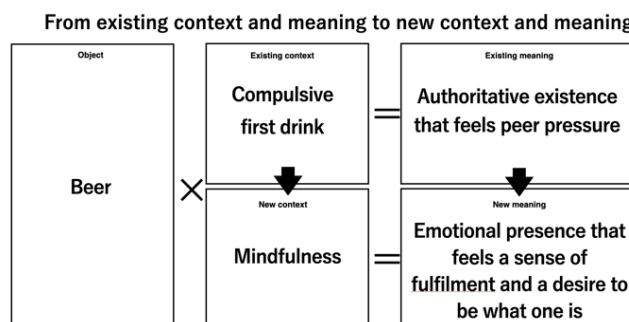 From existing context and meaning to new context and meaning
Object
Existing context
Existing meaning
Compulsive
first drink
Authoritative existence
that feels peer pressure
Beer
×
=
New context
New meaning
Mindfulness
=
Emotional presence that
feels a sense of
fulfilment and a desire to
be what one is